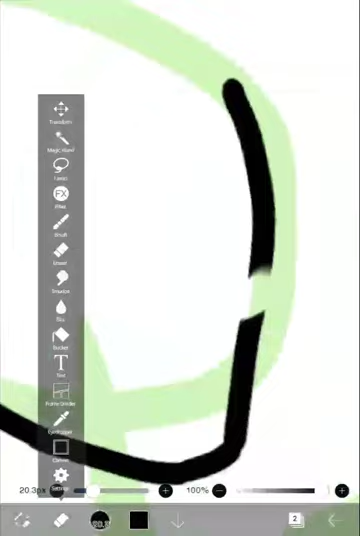 Transform
Magic Wand
Lasso
FX
Filter
Brush
Eraser
Smudge
Blur
Bucket
T
Text
Frame Divider
Eyedropper
Canvas
Settings
20.3px
100%
2